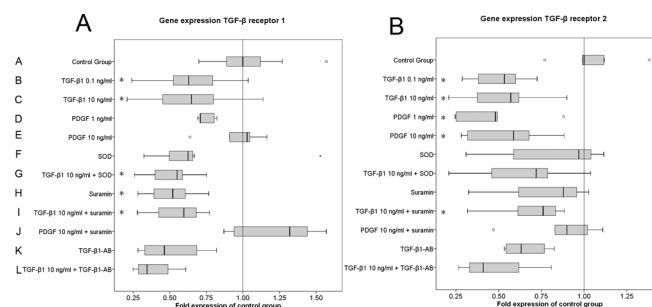 A
Gene expression TGF-β receptor 1
A Control Group
B TGF-β1 0.1 ng/ml *
C TGF-β1 10 ng/ml *
D PDGF 1 ng/ml
E PDGF 10 ng/ml
F SOD
G TGF-β1 10 ng/ml + SOD *
H Suramin *
I TGF-β1 10 ng/ml + suramin *
J PDGF 10 ng/ml + suramin
K TGF-β1-AB
L TGF-β1 10 ng/ml + TGF-β1-AB
0.25 0.50 0.75 1.00 1.25 1.50
Fold expression of control group
B
Gene expression TGF-β receptor 2
Control Group
TGF-β1 0.1 ng/ml *
TGF-β1 10 ng/ml *
PDGF 1 ng/ml *
PDGF 10 ng/ml *
SOD
TGF-β1 10 ng/ml + SOD
Suramin
TGF-β1 10 ng/ml + suramin *
PDGF 10 ng/ml + suramin
TGF-β1-AB
TGF-β1 10 ng/ml + TGF-β1-AB
0.25 0.50 0.75 1.00 1.25
Fold expression of control group